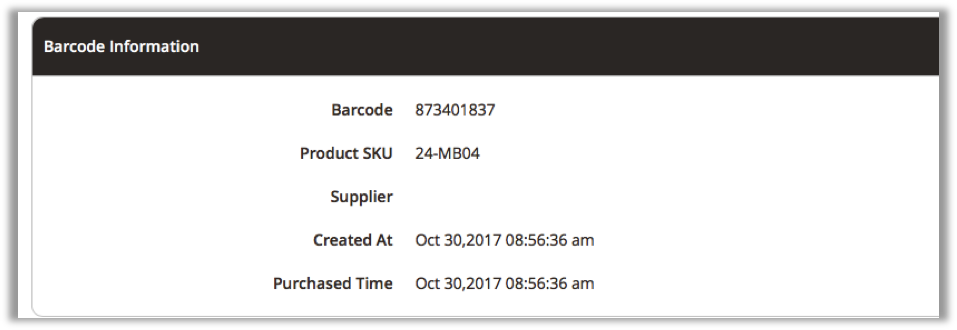 Barcode Information
Barcode 873401837
Product SKU 24-MB04
Supplier
Created At Oct 30,2017 08:56:36 am
Purchased Time Oct 30,2017 08:56:36 am